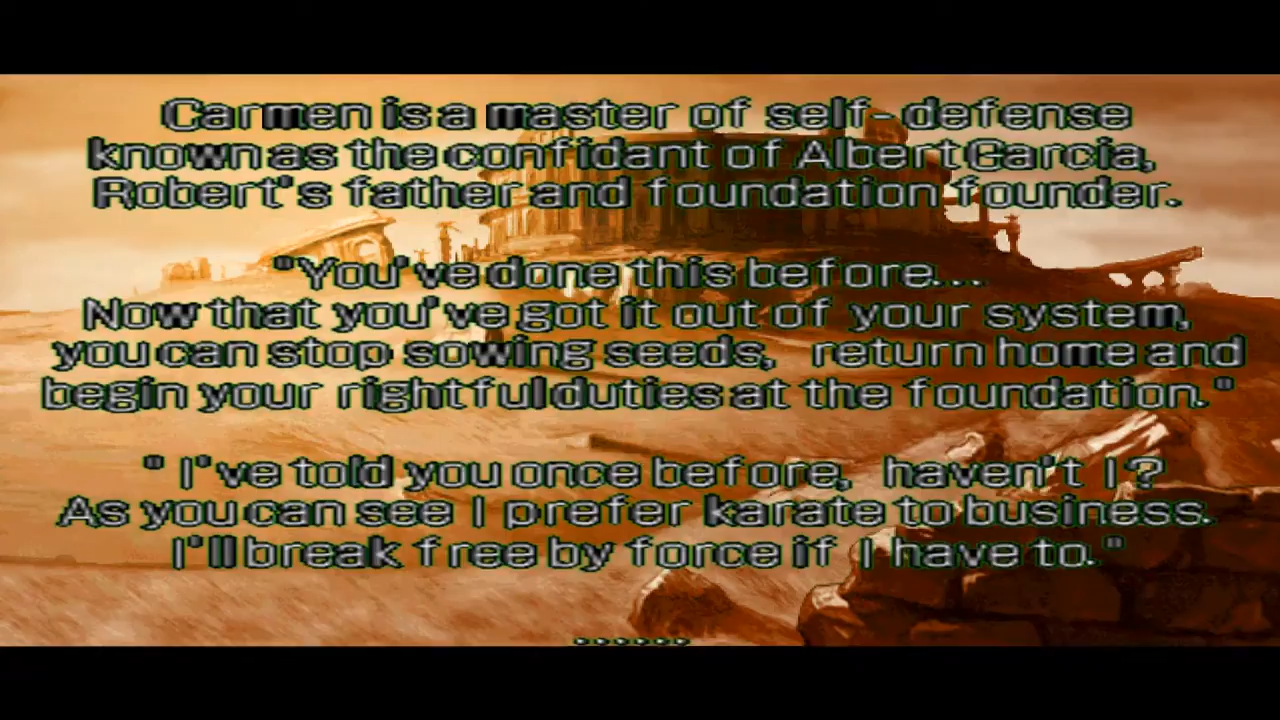 Carmen is a master of self-defense
known as the confidant of Albert Garcia,
Robert's father and foundation founder.
"You've done this before...
Now that you've got it out of your system,
you can stop sowing seeds, return home and
begin your rightful duties at the foundation."
"I've told you once before, haven't I?
As you can see I prefer karate to business.
I'll break free by force if I have to."
......